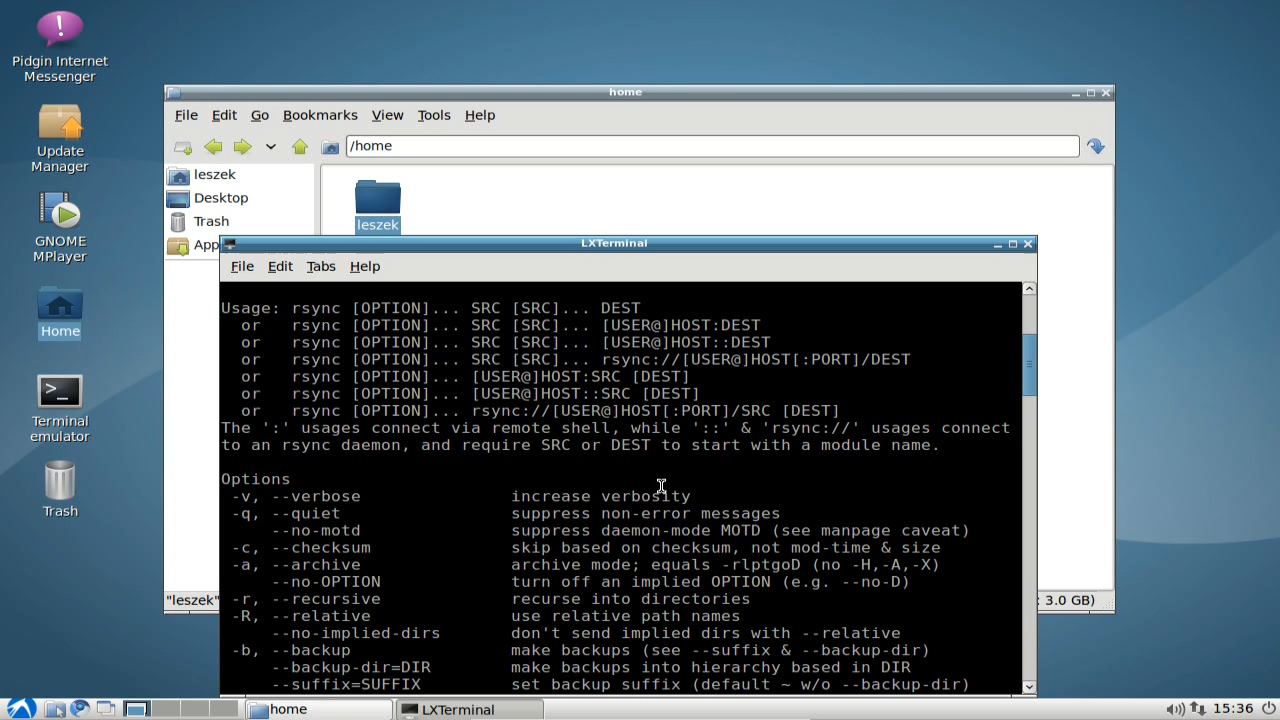 Pidgin Internet
Messenger
Update
Manager
GNOME
MPlayer
Home
Terminal
emulator
Trash
home
File Edit Go Bookmarks View Tools Help
/home
leszek
Desktop
Trash
App
leszek
LXTerminal
File Edit Tabs Help
Usage: rsync [OPTION]... SRC [SRC]... DEST
or rsync [OPTION]... SRC [SRC]... [USER@]HOST:DEST
or rsync [OPTION]... SRC [SRC]... [USER@]HOST::DEST
or rsync [OPTION]... SRC [SRC]... rsync://[USER@]HOST[:PORT]/DEST
or rsync [OPTION]... [USER@]HOST:SRC [DEST]
or rsync [OPTION]... [USER@]HOST::SRC [DEST]
or rsync [OPTION]... rsync://[USER@]HOST[:PORT]/SRC [DEST]
The ':' usages connect via remote shell, while '::' & 'rsync://' usages connect
to an rsync daemon, and require SRC or DEST to start with a module name.
Options
-v, --verbose increase verbosity
-q, --quiet suppress non-error messages
--no-motd suppress daemon-mode MOTD (see manpage caveat)
-c, --checksum skip based on checksum, not mod-time & size
-a, --archive archive mode; equals -rlptgoD (no -H,-A,-X)
--no-OPTION turn off an implied OPTION (e.g. --no-D)
-r, --recursive recurse into directories
-R, --relative use relative path names
--no-implied-dirs don't send implied dirs with --relative
-b, --backup make backups (see --suffix & --backup-dir)
--backup-dir=DIR make backups into hierarchy based in DIR
--suffix=SUFFIX set backup suffix (default ~ w/o --backup-dir)
"leszek"
: 3.0 GB)
home
LXTerminal
15:36